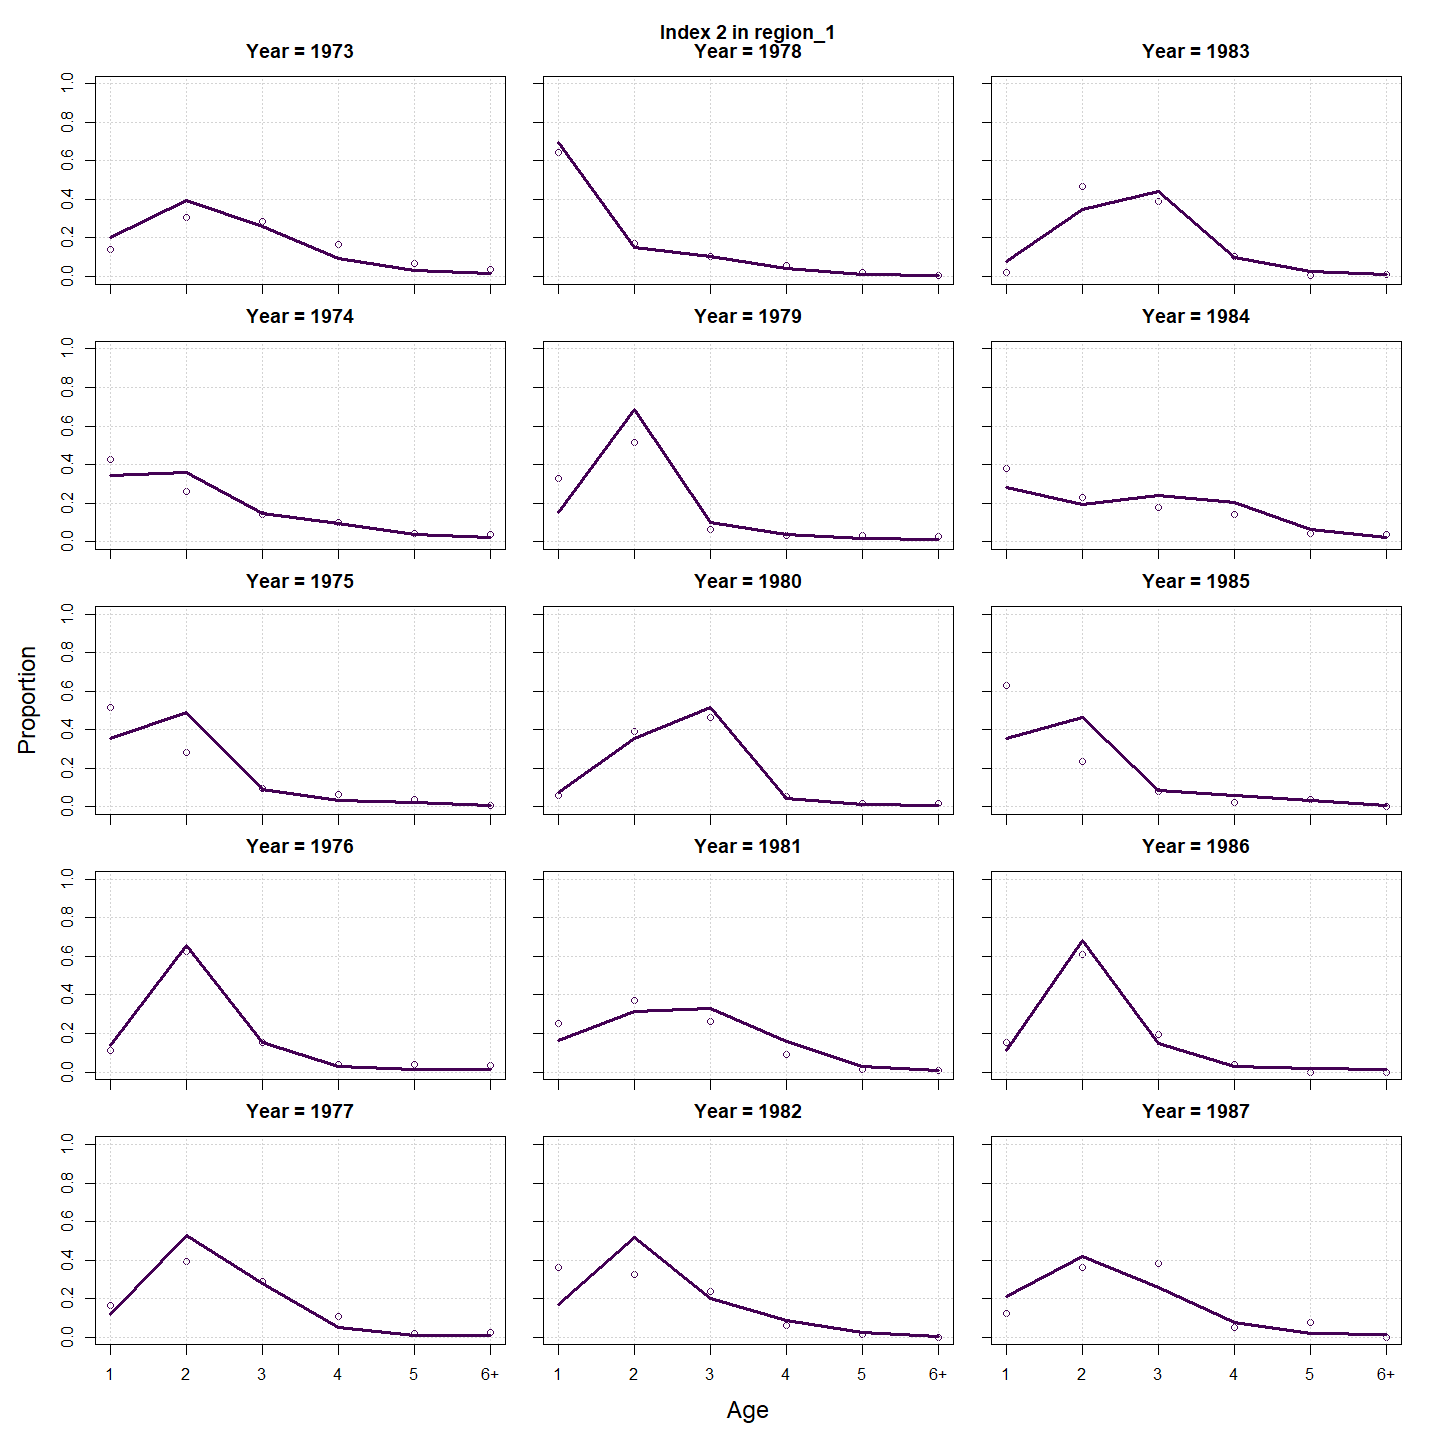 Index 2 in region_1
Year = 1973
Year = 1978
Year = 1983
0.0 0.2 0.4 0.6 0.8 1.0
Year = 1974
Year = 1979
Year = 1984
0.0 0.2 0.4 0.6 0.8 1.0
Year = 1975
Year = 1980
Year = 1985
0.0 0.2 0.4 0.6 0.8 1.0
Proportion
Year = 1976
Year = 1981
Year = 1986
0.0 0.2 0.4 0.6 0.8 1.0
Year = 1977
Year = 1982
Year = 1987
0.0 0.2 0.4 0.6 0.8 1.0
1 2 3 4 5 6+
1 2 3 4 5 6+
1 2 3 4 5 6+
Age